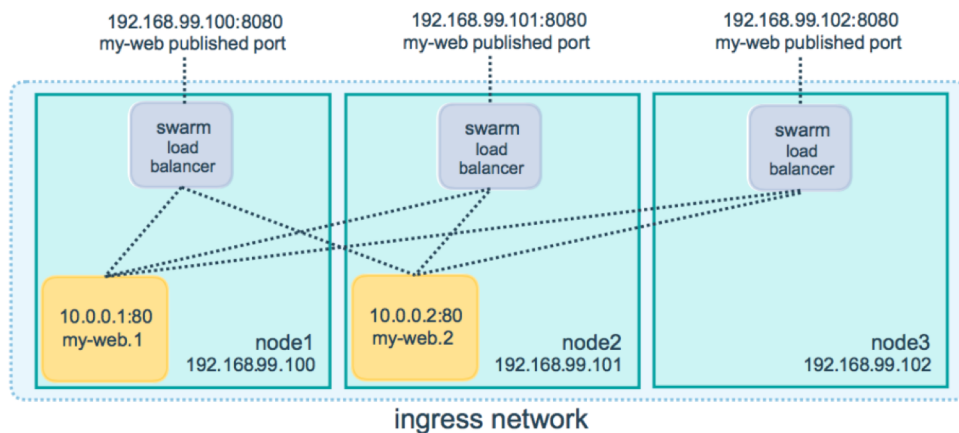 192.168.99.100:8080
my-web published port
192.168.99.101:8080
my-web published port
192.168.99.102:8080
my-web published port
swarm
load
balancer
swarm
load
balancer
swarm
load
balancer
10.0.0.1:80
my-web.1
node1
192.168.99.100
10.0.0.2:80
my-web.2
node2
192.168.99.101
node3
192.168.99.102
ingress network